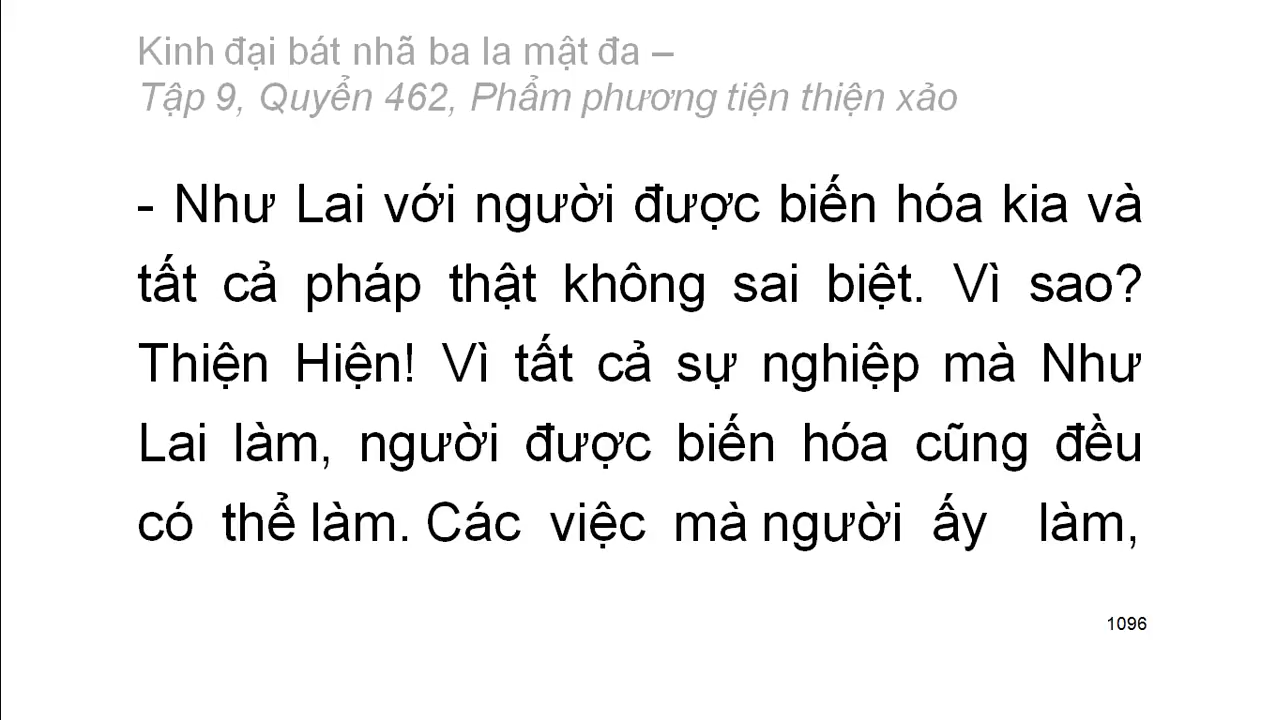 Kinh đại bát nhã ba la mật đa –
Tập 9, Quyển 462, Phẩm phương tiện thiện xảo
- Như Lai với người được biến hóa kia và
tất cả pháp thật không sai biệt. Vì sao?
Thiện Hiện! Vì tất cả sự nghiệp mà Như
Lai làm, người được biến hóa cũng đều
có thể làm. Các việc mà người ấy làm,
1096